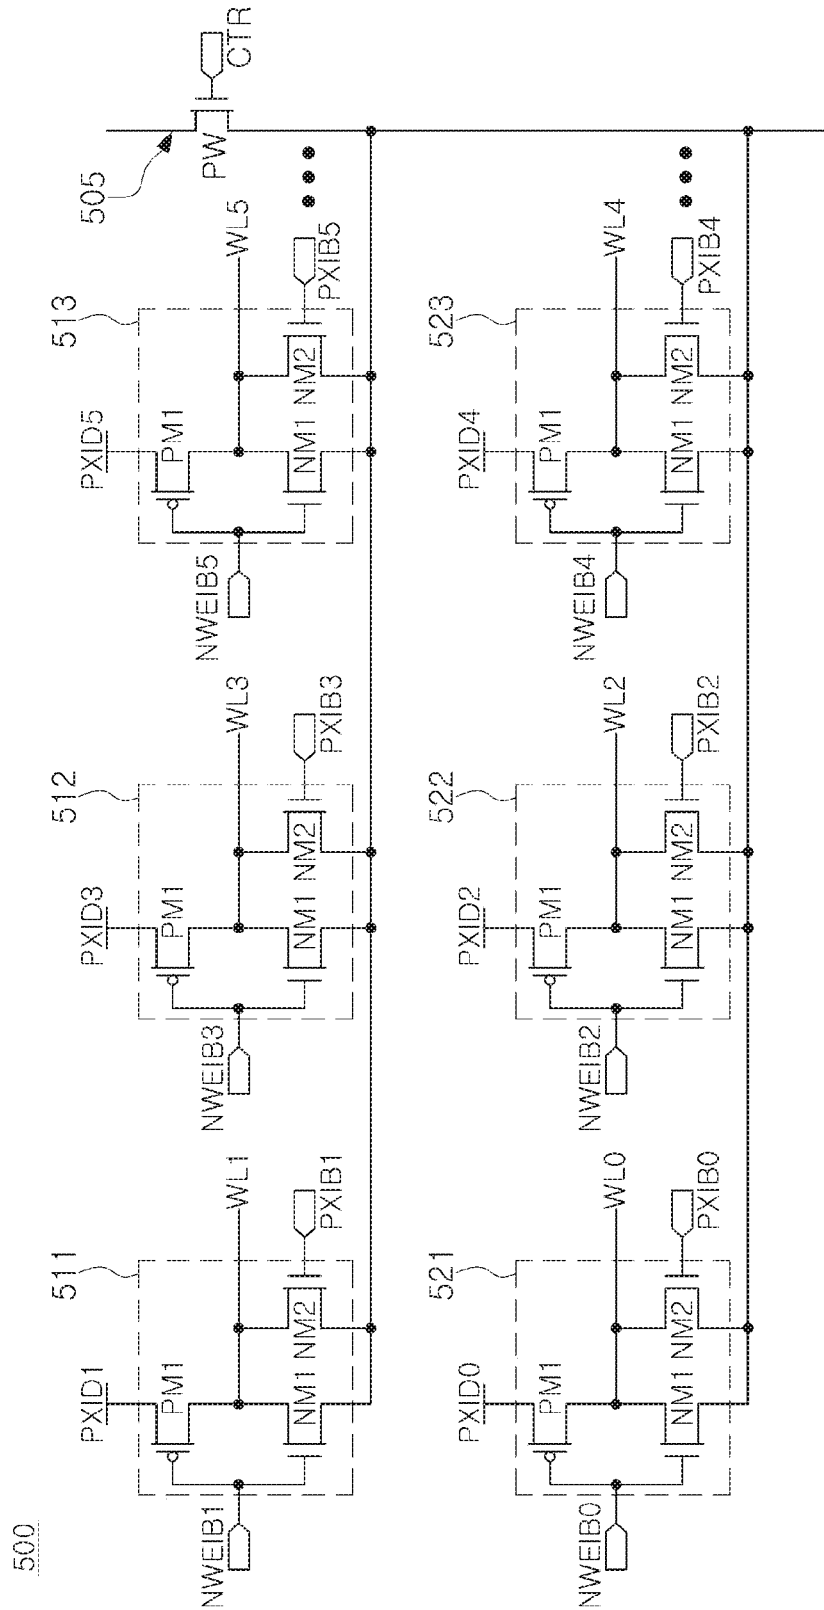 500
511
PXID1
PM1
NWEIB1
NM1
NM2
WL1
PXIB1
512
PXID3
PM1
NWEIB3
NM1
NM2
WL3
PXIB3
513
PXID5
PM1
NWEIB5
NM1
NM2
WL5
PXIB5
505
PW
CTR
521
PXID0
PM1
NWEIB0
NM1
NM2
WL0
PXIB0
522
PXID2
PM1
NWEIB2
NM1
NM2
WL2
PXIB2
523
PXID4
PM1
NWEIB4
NM1
NM2
WL4
PXIB4